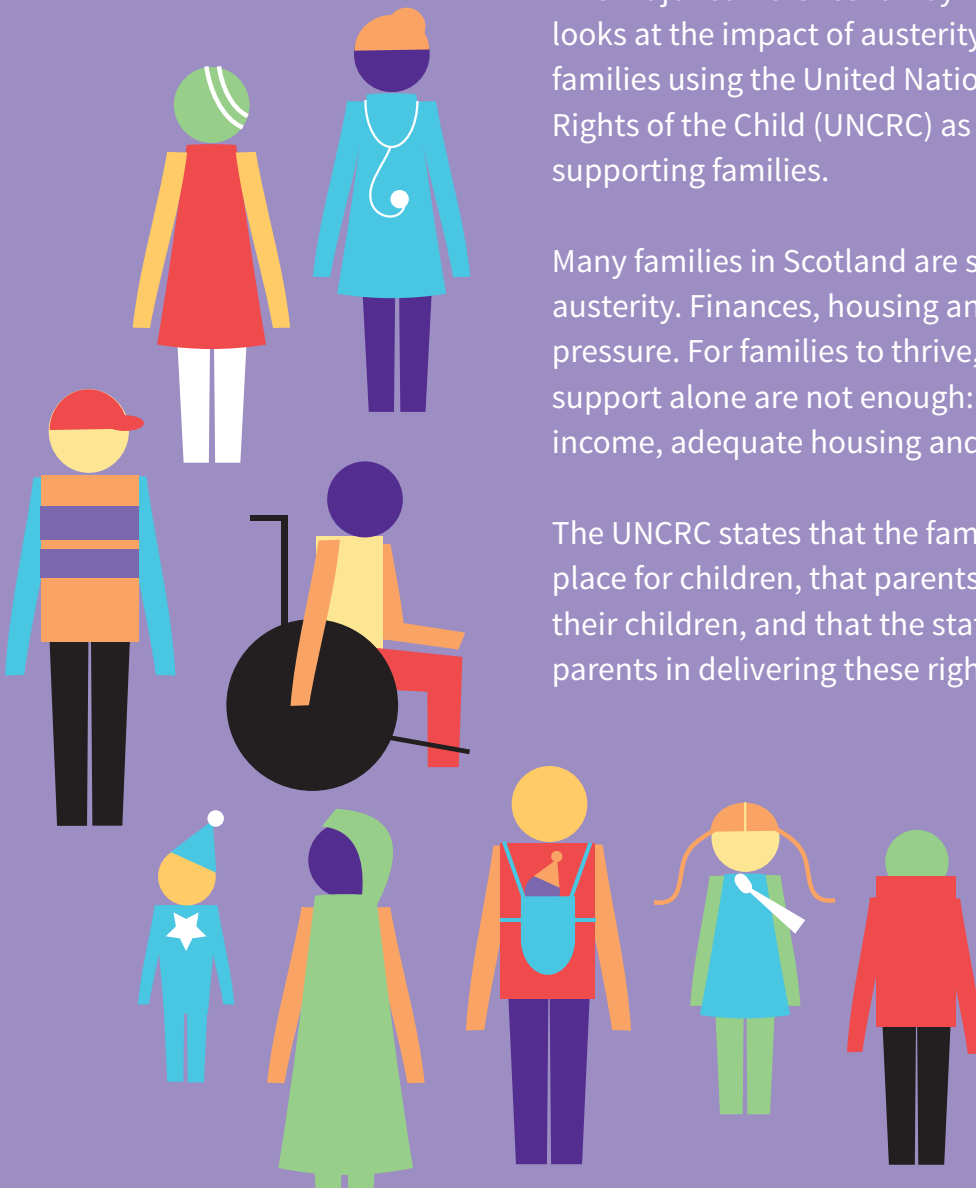 looks at the impact of austerity
families using the United Natio
Rights of the Child (UNCRC) as
supporting families.
Many families in Scotland are s
austerity. Finances, housing an
pressure. For families to thrive,
support alone are not enough:
income, adequate housing and
The UNCRC states that the fam
place for children, that parents
their children, and that the stat
parents in delivering these righ